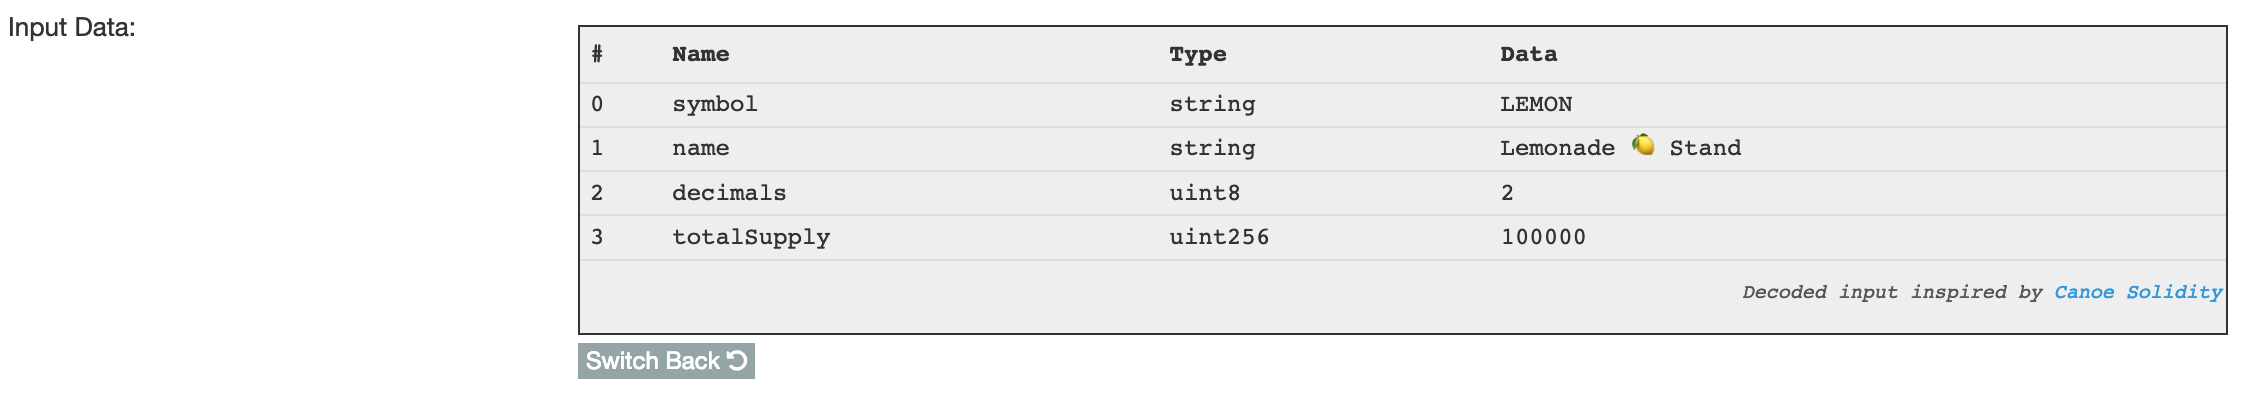 Input Data:
# Name Type Data
0 symbol string LEMON
1 name string Lemonade 🍋 Stand
2 decimals uint8 2
3 totalSupply uint256 100000
Decoded input inspired by Canoe Solidity
Switch Back